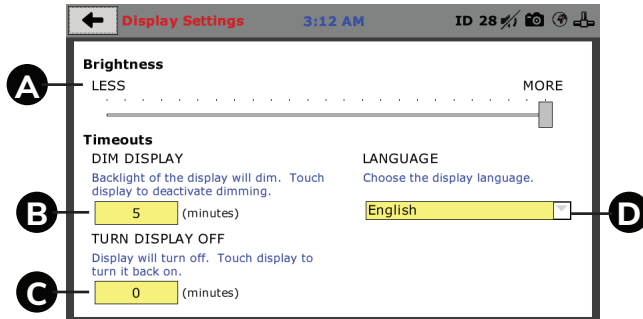 Display Settings 3:12 AM ID 28
Brightness
A
LESS MORE
Timeouts
DIM DISPLAY
Backlight of the display will dim. Touch
display to deactivate dimming.
B
5 (minutes)
TURN DISPLAY OFF
Display will turn off. Touch display to
turn it back on.
C
0 (minutes)
LANGUAGE
Choose the display language.
English
D